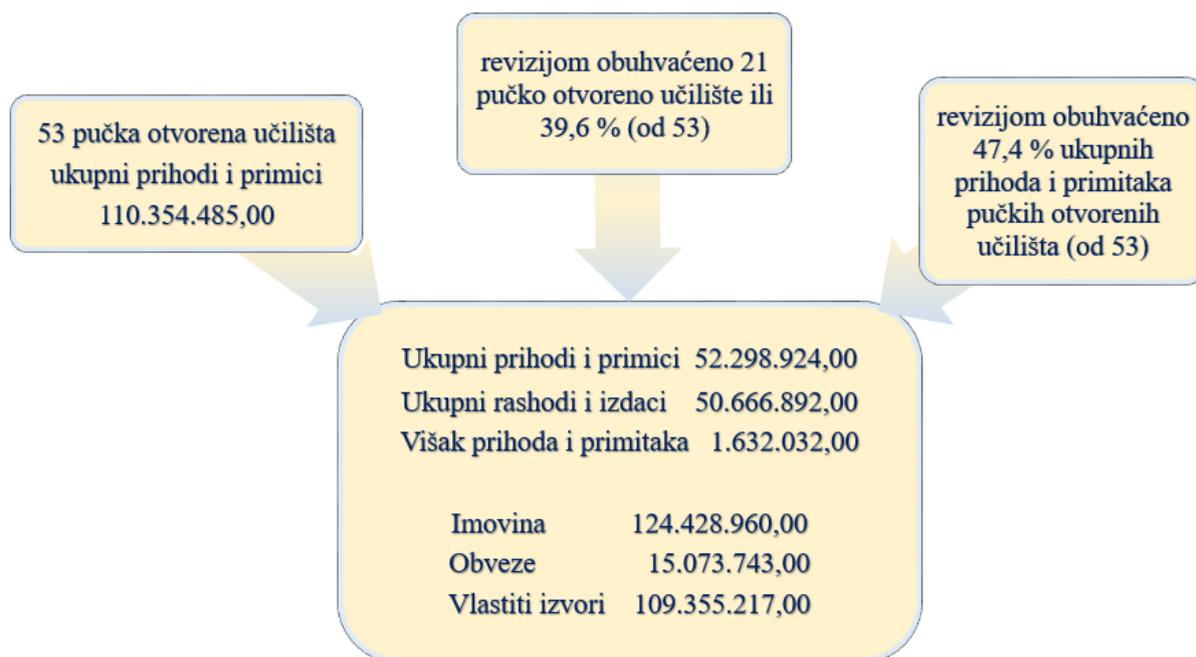 53 pučka otvorena učilišta
ukupni prihodi i primici
110.354.485,00
revizijom obuhvaćeno 21
pučko otvoreno učilište ili
39,6 % (od 53)
revizijom obuhvaćeno
47,4 % ukupnih
prihoda i primitaka
pučkih otvorenih
učilišta (od 53)
Ukupni prihodi i primici 52.298.924,00
Ukupni rashodi i izdaci 50.666.892,00
Višak prihoda i primitaka 1.632.032,00
Imovina 124.428.960,00
Obveze 15.073.743,00
Vlastiti izvori 109.355.217,00